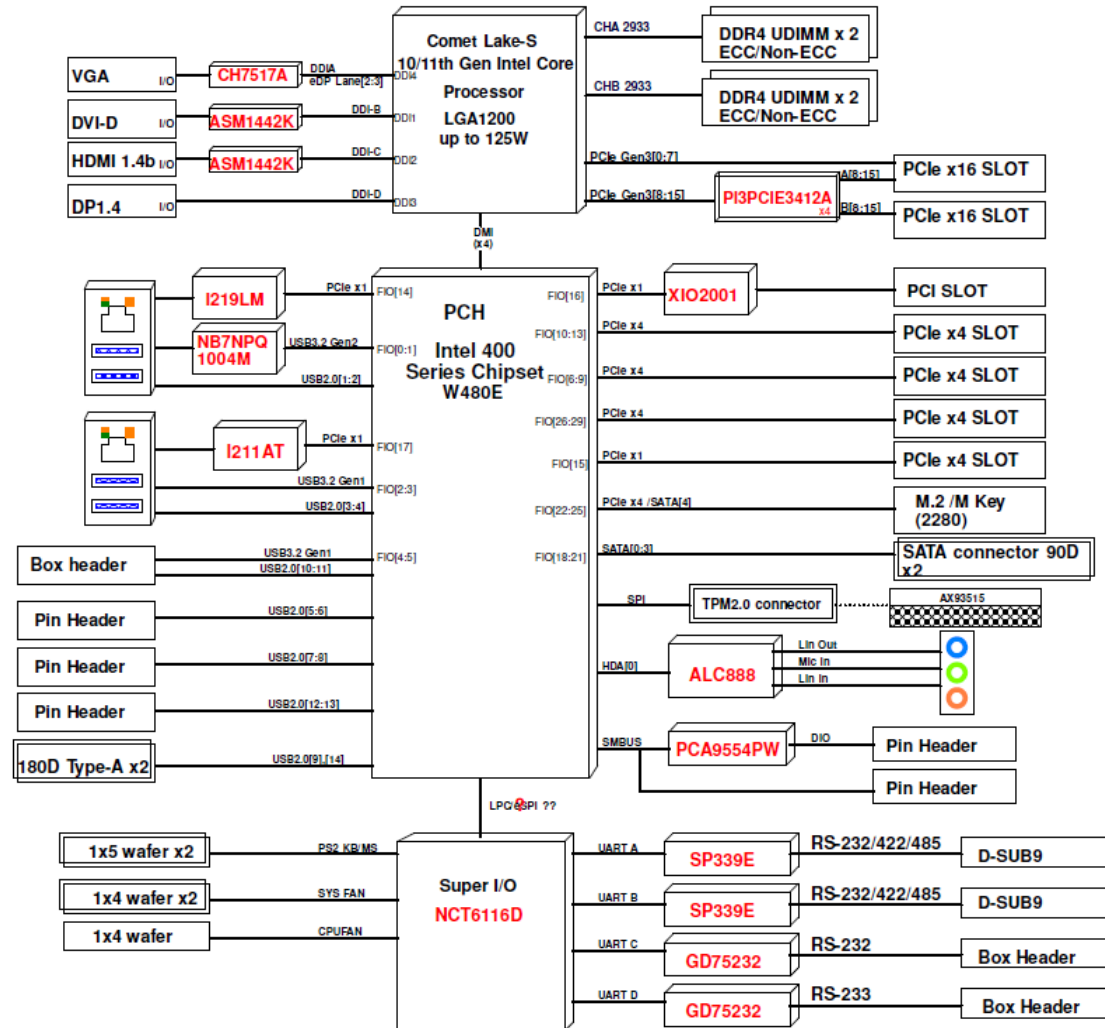 Comet Lake-S
10/11th Gen Intel Core
Processor
LGA1200
up to 125W
CHA 2933
DDR4 UDIMM x 2
ECC/Non-ECC
CHB 2933
DDR4 UDIMM x 2
ECC/Non-ECC
VGA I/O
CH7517A
DDIA
eDP Lane[2:3]
DDI4
DVI-D I/O
ASM1442K
DDI-B
DDI1
HDMI 1.4b I/O
ASM1442K
DDI-C
DDI2
DP1.4 I/O
DDI-D
DDI3
PCIe Gen3[0:7]
PCIe x16 SLOT
PCIe Gen3[8:15]
PI3PCIE3412A
x4
A[8:15]
B[8:15]
PCIe x16 SLOT
DMI
(x4)
PCH
Intel 400
Series Chipset
W480E
I219LM
PCIe x1
FIO[14]
NB7NPQ
1004M
USB3.2 Gen2
FIO[0:1]
USB2.0[1:2]
I211AT
PCIe x1
FIO[17]
USB3.2 Gen1
FIO[2:3]
USB2.0[3:4]
Box header
USB3.2 Gen1
FIO[4:5]
USB2.0[10:11]
Pin Header
USB2.0[5:6]
Pin Header
USB2.0[7:8]
Pin Header
USB2.0[12:13]
180D Type-A x2
USB2.0[9],[14]
FIO[16]
PCIe x1
XIO2001
PCI SLOT
FIO[10:13]
PCIe x4
PCIe x4 SLOT
FIO[6:9]
PCIe x4
PCIe x4 SLOT
FIO[26:29]
PCIe x4
PCIe x4 SLOT
FIO[15]
PCIe x1
PCIe x4 SLOT
FIO[22:25]
PCIe x4 /SATA[4]
M.2 /M Key
(2280)
FIO[18:21]
SATA[0:3]
SATA connector 90D
x2
SPI
TPM2.0 connector
AX93515
HDA[0]
ALC888
Lin Out
Mic In
Lin In
SMBUS
PCA9554PW
DIO
Pin Header
Pin Header
LPC/eSPI ??
?
Super I/O
NCT6116D
1x5 wafer x2
PS2 KB/MS
1x4 wafer x2
SYS FAN
1x4 wafer
CPUFAN
UART A
SP339E
RS-232/422/485
D-SUB9
UART B
SP339E
RS-232/422/485
D-SUB9
UART C
GD75232
RS-232
Box Header
UART D
GD75232
RS-233
Box Header